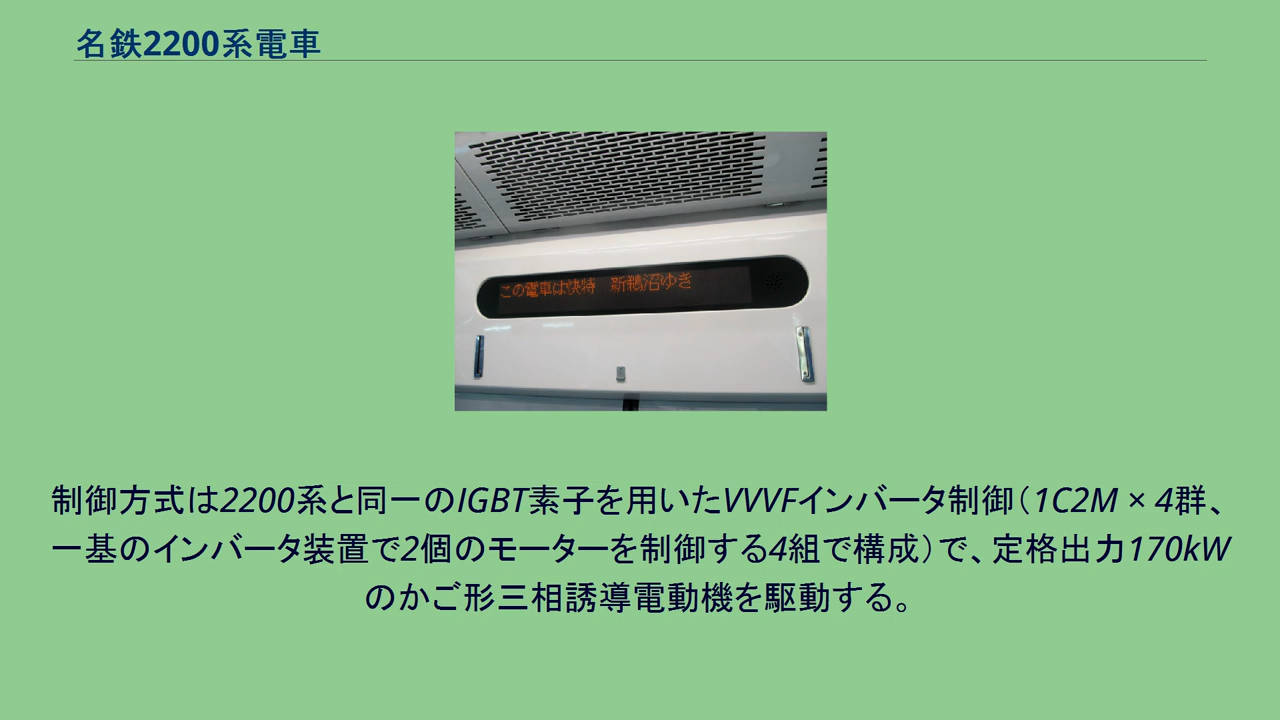 名鉄2200系電車
この電車は快特 新鵜沼ゆき
制御方式は2200系と同一のIGBT素子を用いたVVVFインバータ制御（1C2M × 4群、
一基のインバータ装置で2個のモーターを制御する4組で構成）で、定格出力170kW
のかご形三相誘導電動機を駆動する。